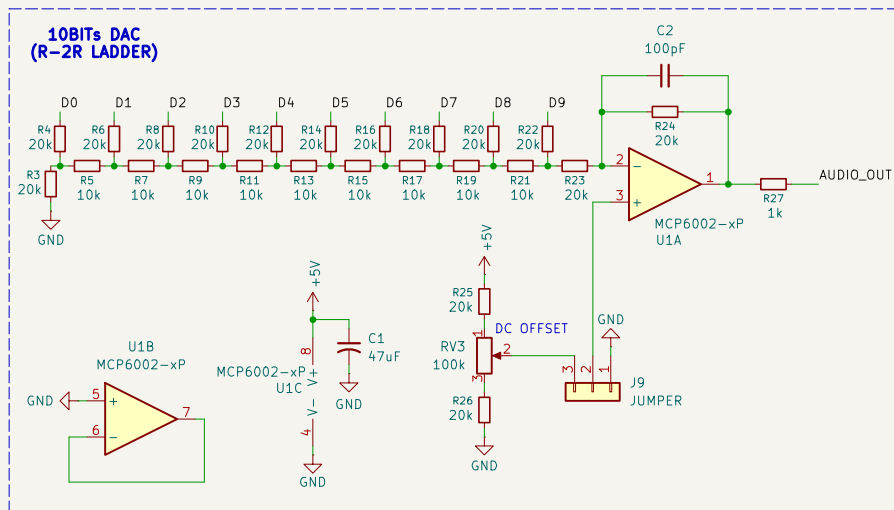 10BITs DAC
(R-2R LADDER)
C2
100pF
D0 D1 D2 D3 D4 D5 D6 D7 D8 D9
R4
20k
R6
20k
R8
20k
R10
20k
R12
20k
R14
20k
R16
20k
R18
20k
R20
20k
R22
20k
R24
20k
R3
20k
R5
10k
R7
10k
R9
10k
R11
10k
R13
10k
R15
10k
R17
10k
R19
10k
R21
10k
R23
20k
2
3
1
-
+
MCP6002-xP
U1A
AUDIO_OUT
R27
1k
GND
+5V
8
V+
MCP6002-xP
U1C
V-
4
GND
C1
47uF
GND
+5V
R25
20k
1
DC OFFSET
RV3
100k
2
3
R26
20k
GND
GND
3 2 1
J9
JUMPER
U1B
MCP6002-xP
GND
5
+
6
-
7